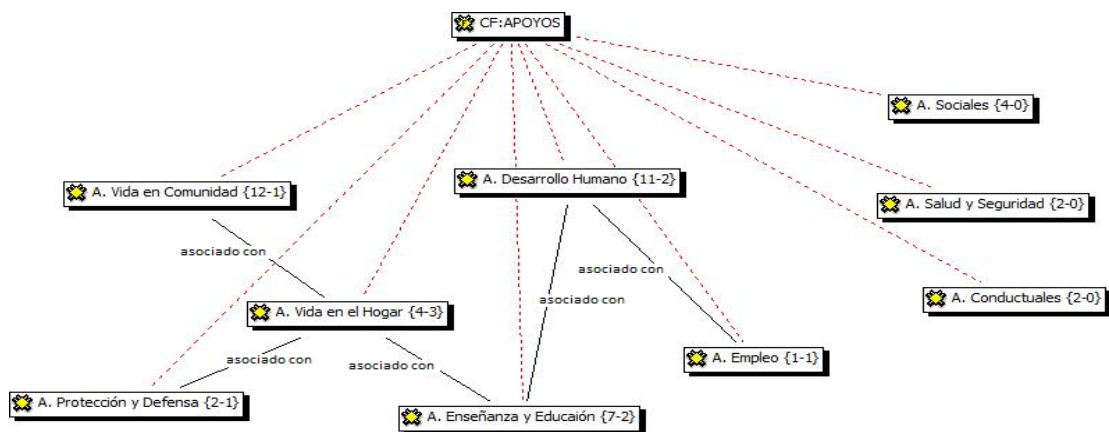 CF:APOYOS
A. Sociales {4-0}
A. Vida en Comunidad {12-1}
A. Desarrollo Humano {11-2}
A. Salud y Seguridad {2-0}
asociado con
asociado con
asociado con
A. Conductuales {2-0}
A. Vida en el Hogar {4-3}
asociado con
asociado con
A. Empleo {1-1}
A. Protección y Defensa {2-1}
A. Enseñanza y Educaión {7-2}